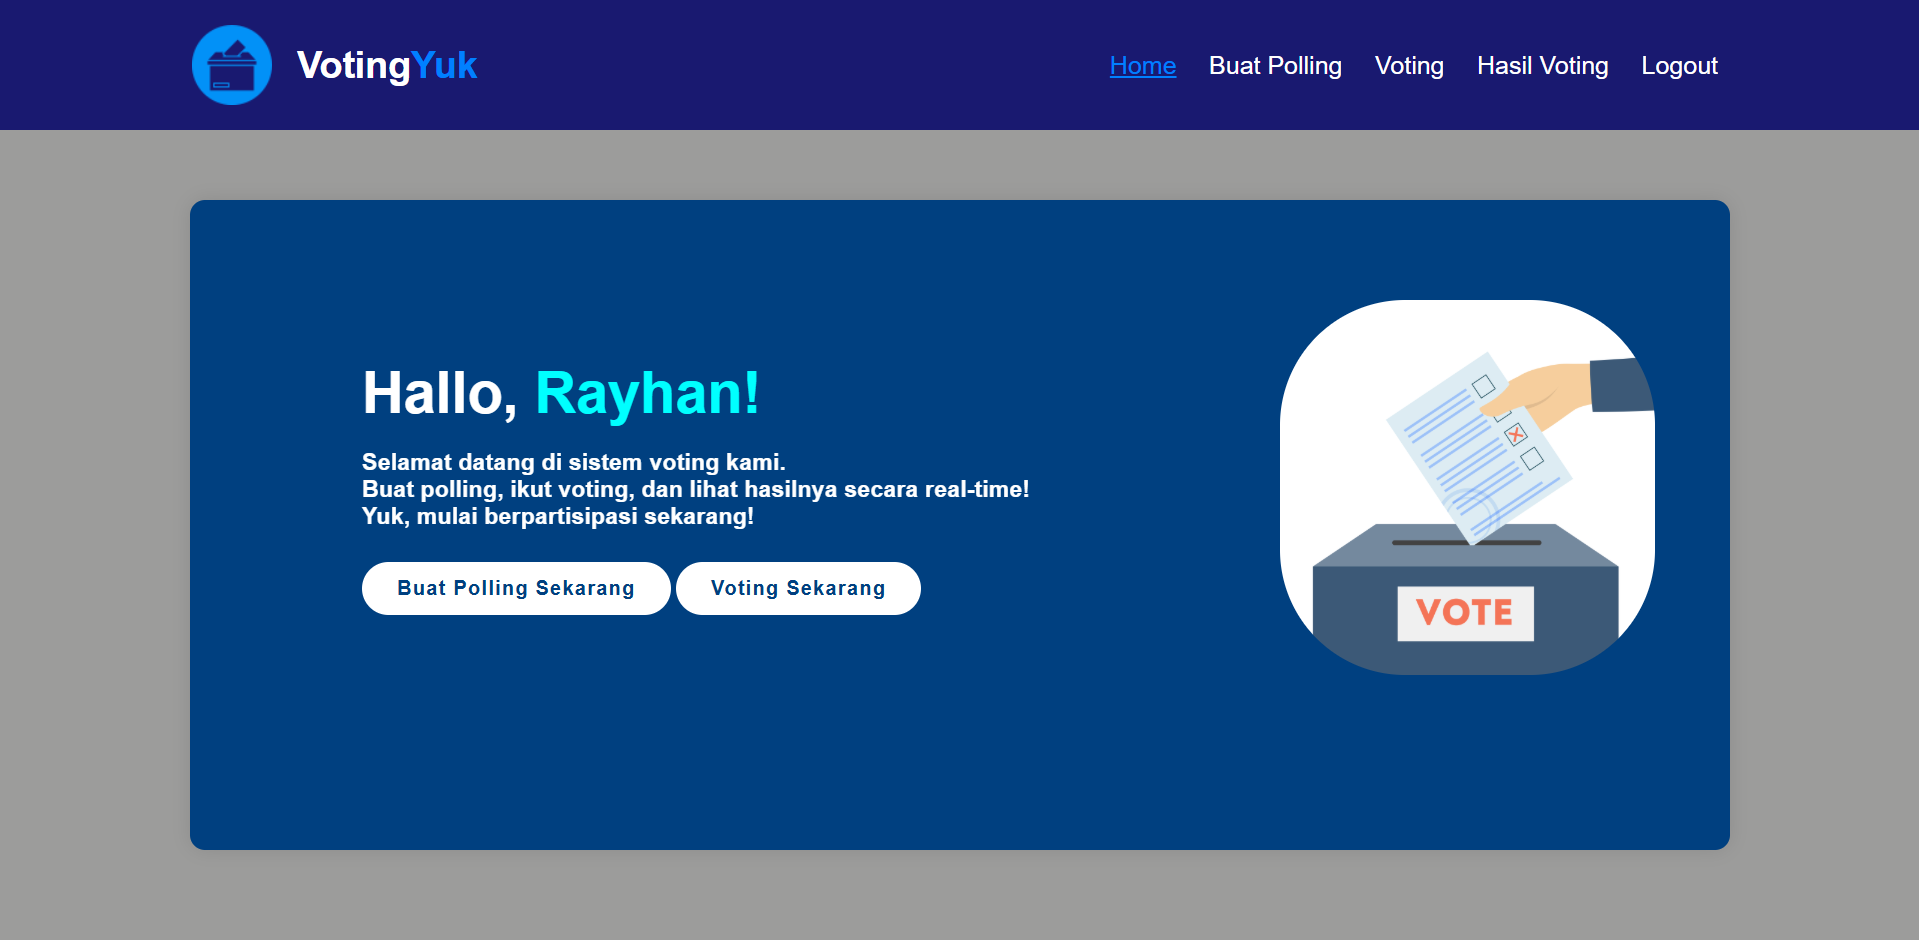 VotingYuk
Home Buat Polling Voting Hasil Voting Logout
Hallo, Rayhan!
Selamat datang di sistem voting kami.
Buat polling, ikut voting, dan lihat hasilnya secara real-time!
Yuk, mulai berpartisipasi sekarang!
Buat Polling Sekarang Voting Sekarang
VOTE